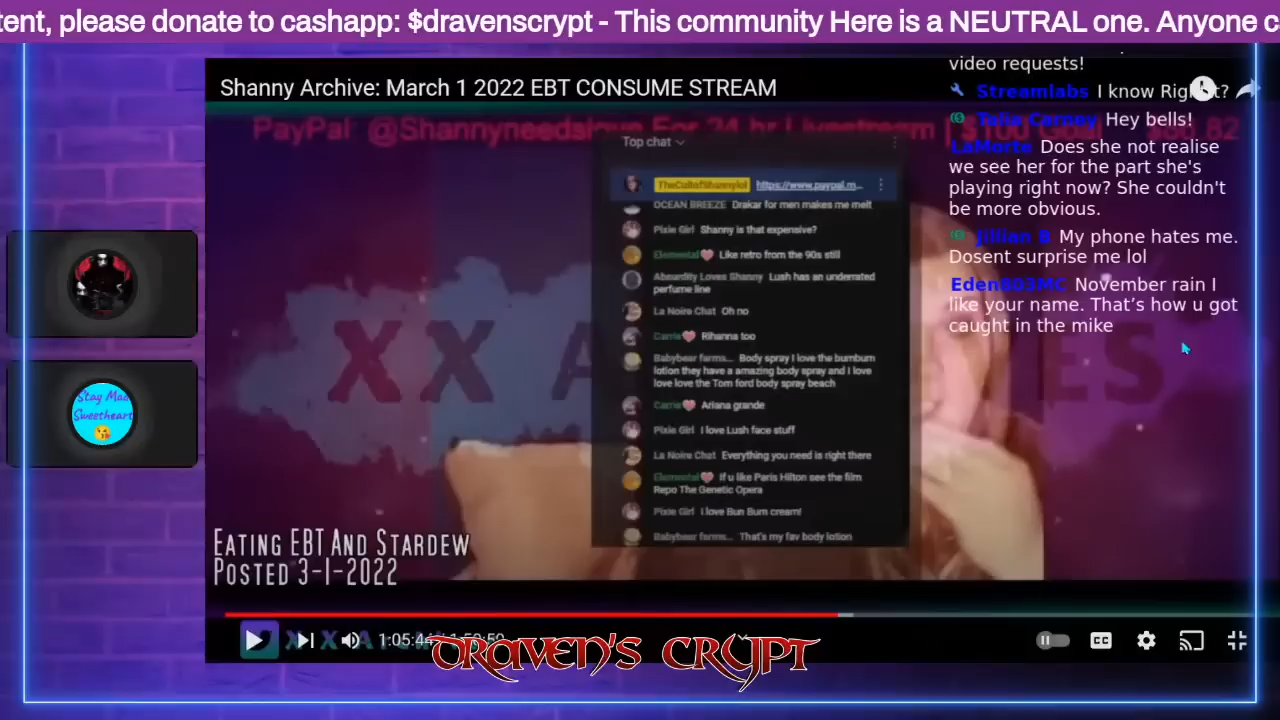 tent, please donate to cashapp: $dravenscrypt - This community Here is a NEUTRAL one. Anyone c
Shanny Archive: March 1 2022 EBT CONSUME STREAM
PayPal @Shannyneedslove For 24 hr Livestream | $100 Goal
Top chat
TheCultofShannylol https://www.paypal.m...
OCEAN BREEZE Drakar for men makes me melt
Pixie Girl Shanny is that expensive?
Elemental Like retro from the 90s still
Absurdity Loves Shanny Lush has an underrated
perfume line
La Noire Chat Oh no
Carrie Rihanna too
Babybear farms... Body spray I love the bumbum
lotion they have a amazing body spray and I love
love love the Tom ford body spray beach
Carrie Ariana grande
Pixie Girl I love Lush face stuff
La Noire Chat Everything you need is right there
Elemental If u like Paris Hilton see the film
Repo The Genetic Opera
Pixie Girl I love Bun Bum cream!
Babybear farms... That's my fav body lotion
video requests!
Streamlabs I know Right?
Talia Carney Hey bells!
LaMorte Does she not realise
we see her for the part she's
playing right now? She couldn't
be more obvious.
Jillian B My phone hates me.
Dosent surprise me lol
Eden803MC November rain I
like your name. That's how u got
caught in the mike
XX A
ES
Stay Mad
Sweetheart
EATING EBT AND STARDEW
POSTED 3-1-2022
1:05:44
DRAVEN'S CRYPT
CC